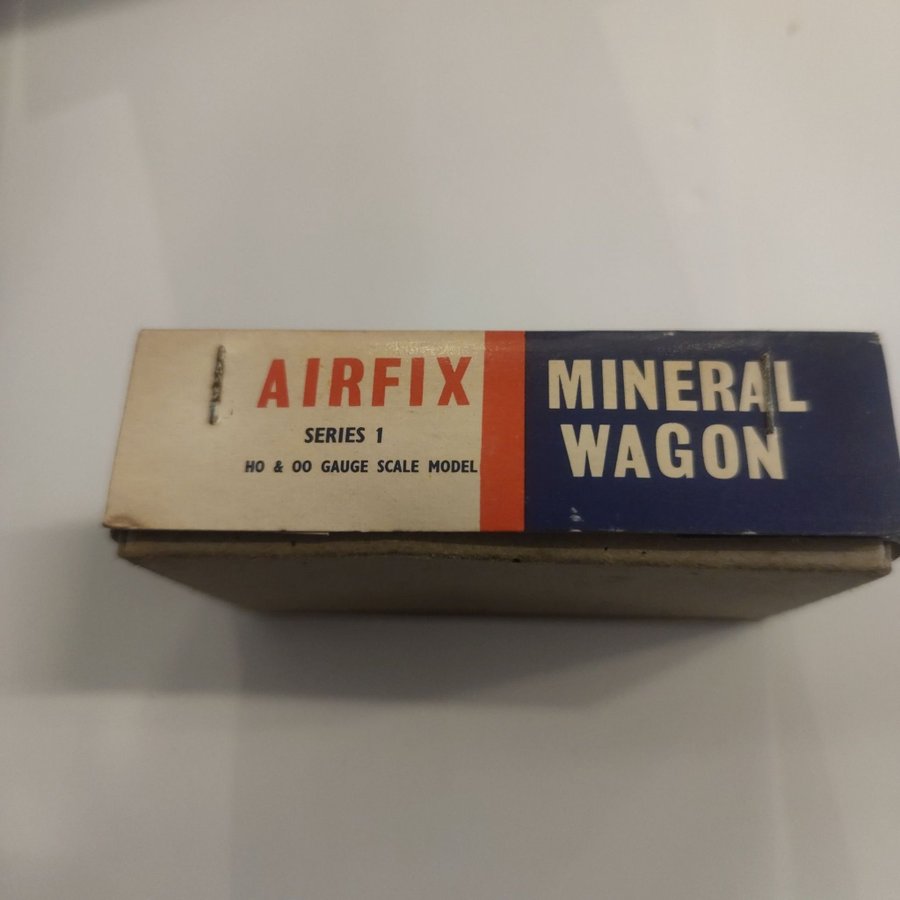 AIRFIX
SERIES 1
HO & OO GAUGE SCALE MODEL
MINERAL
WAGON